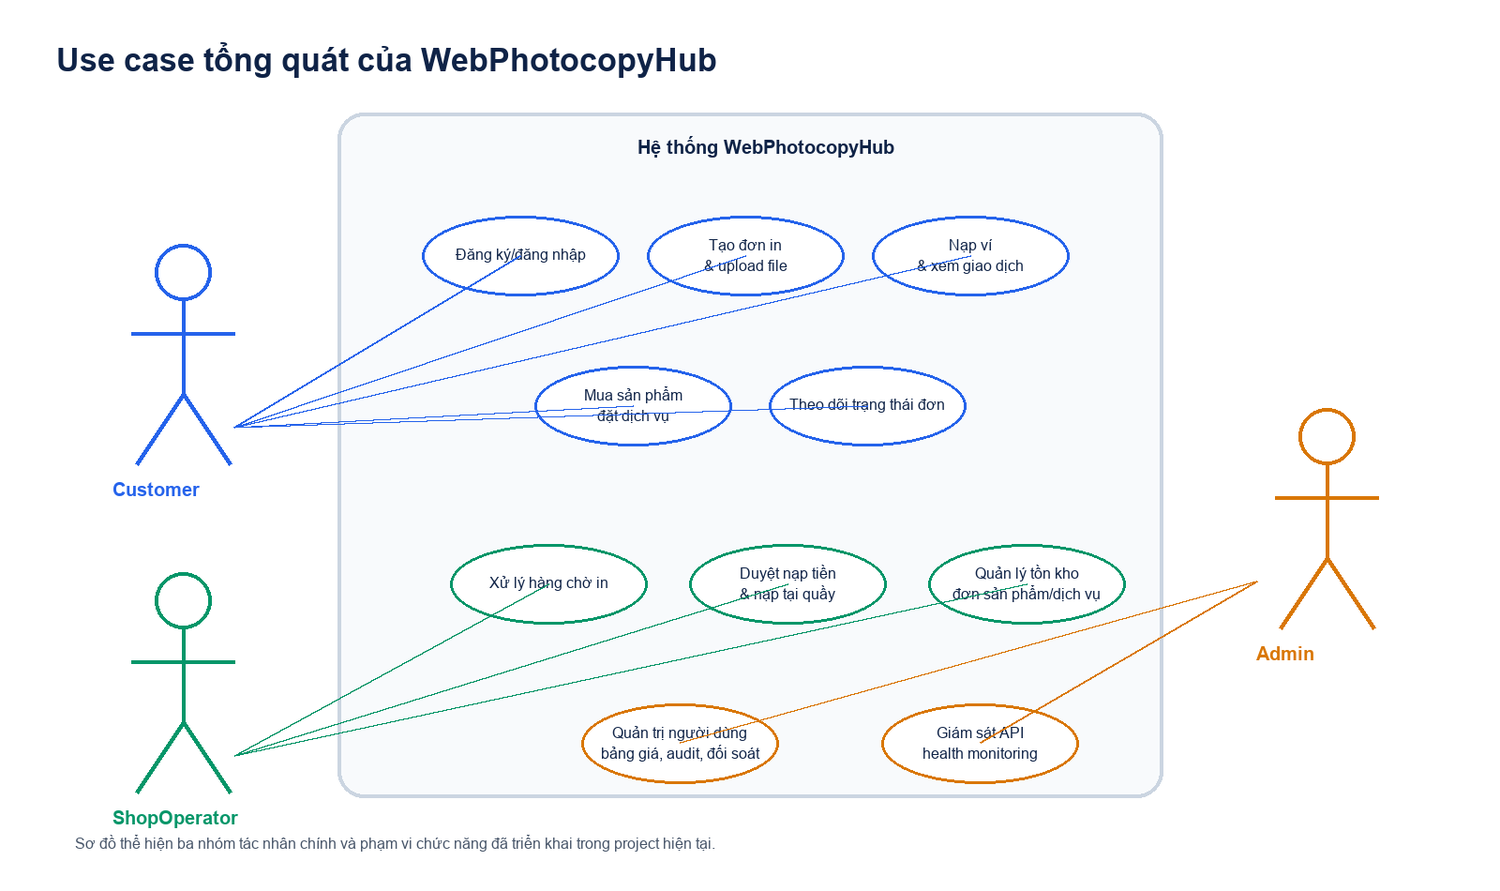 Use case tổng quát của WebPhotocopyHub
Hệ thống WebPhotocopyHub
Đăng ký/đăng nhập
Tạo đơn in
& upload file
Nạp ví
& xem giao dịch
Mua sản phẩm
đặt dịch vụ
Theo dõi trạng thái đơn
Customer
Xử lý hàng chờ in
Duyệt nạp tiền
& nạp tại quầy
Quản lý tồn kho
đơn sản phẩm/dịch vụ
Admin
Quản trị người dùng
bảng giá, audit, đối soát
Giám sát API
health monitoring
ShopOperator
Sơ đồ thể hiện ba nhóm tác nhân chính và phạm vi chức năng đã triển khai trong project hiện tại.